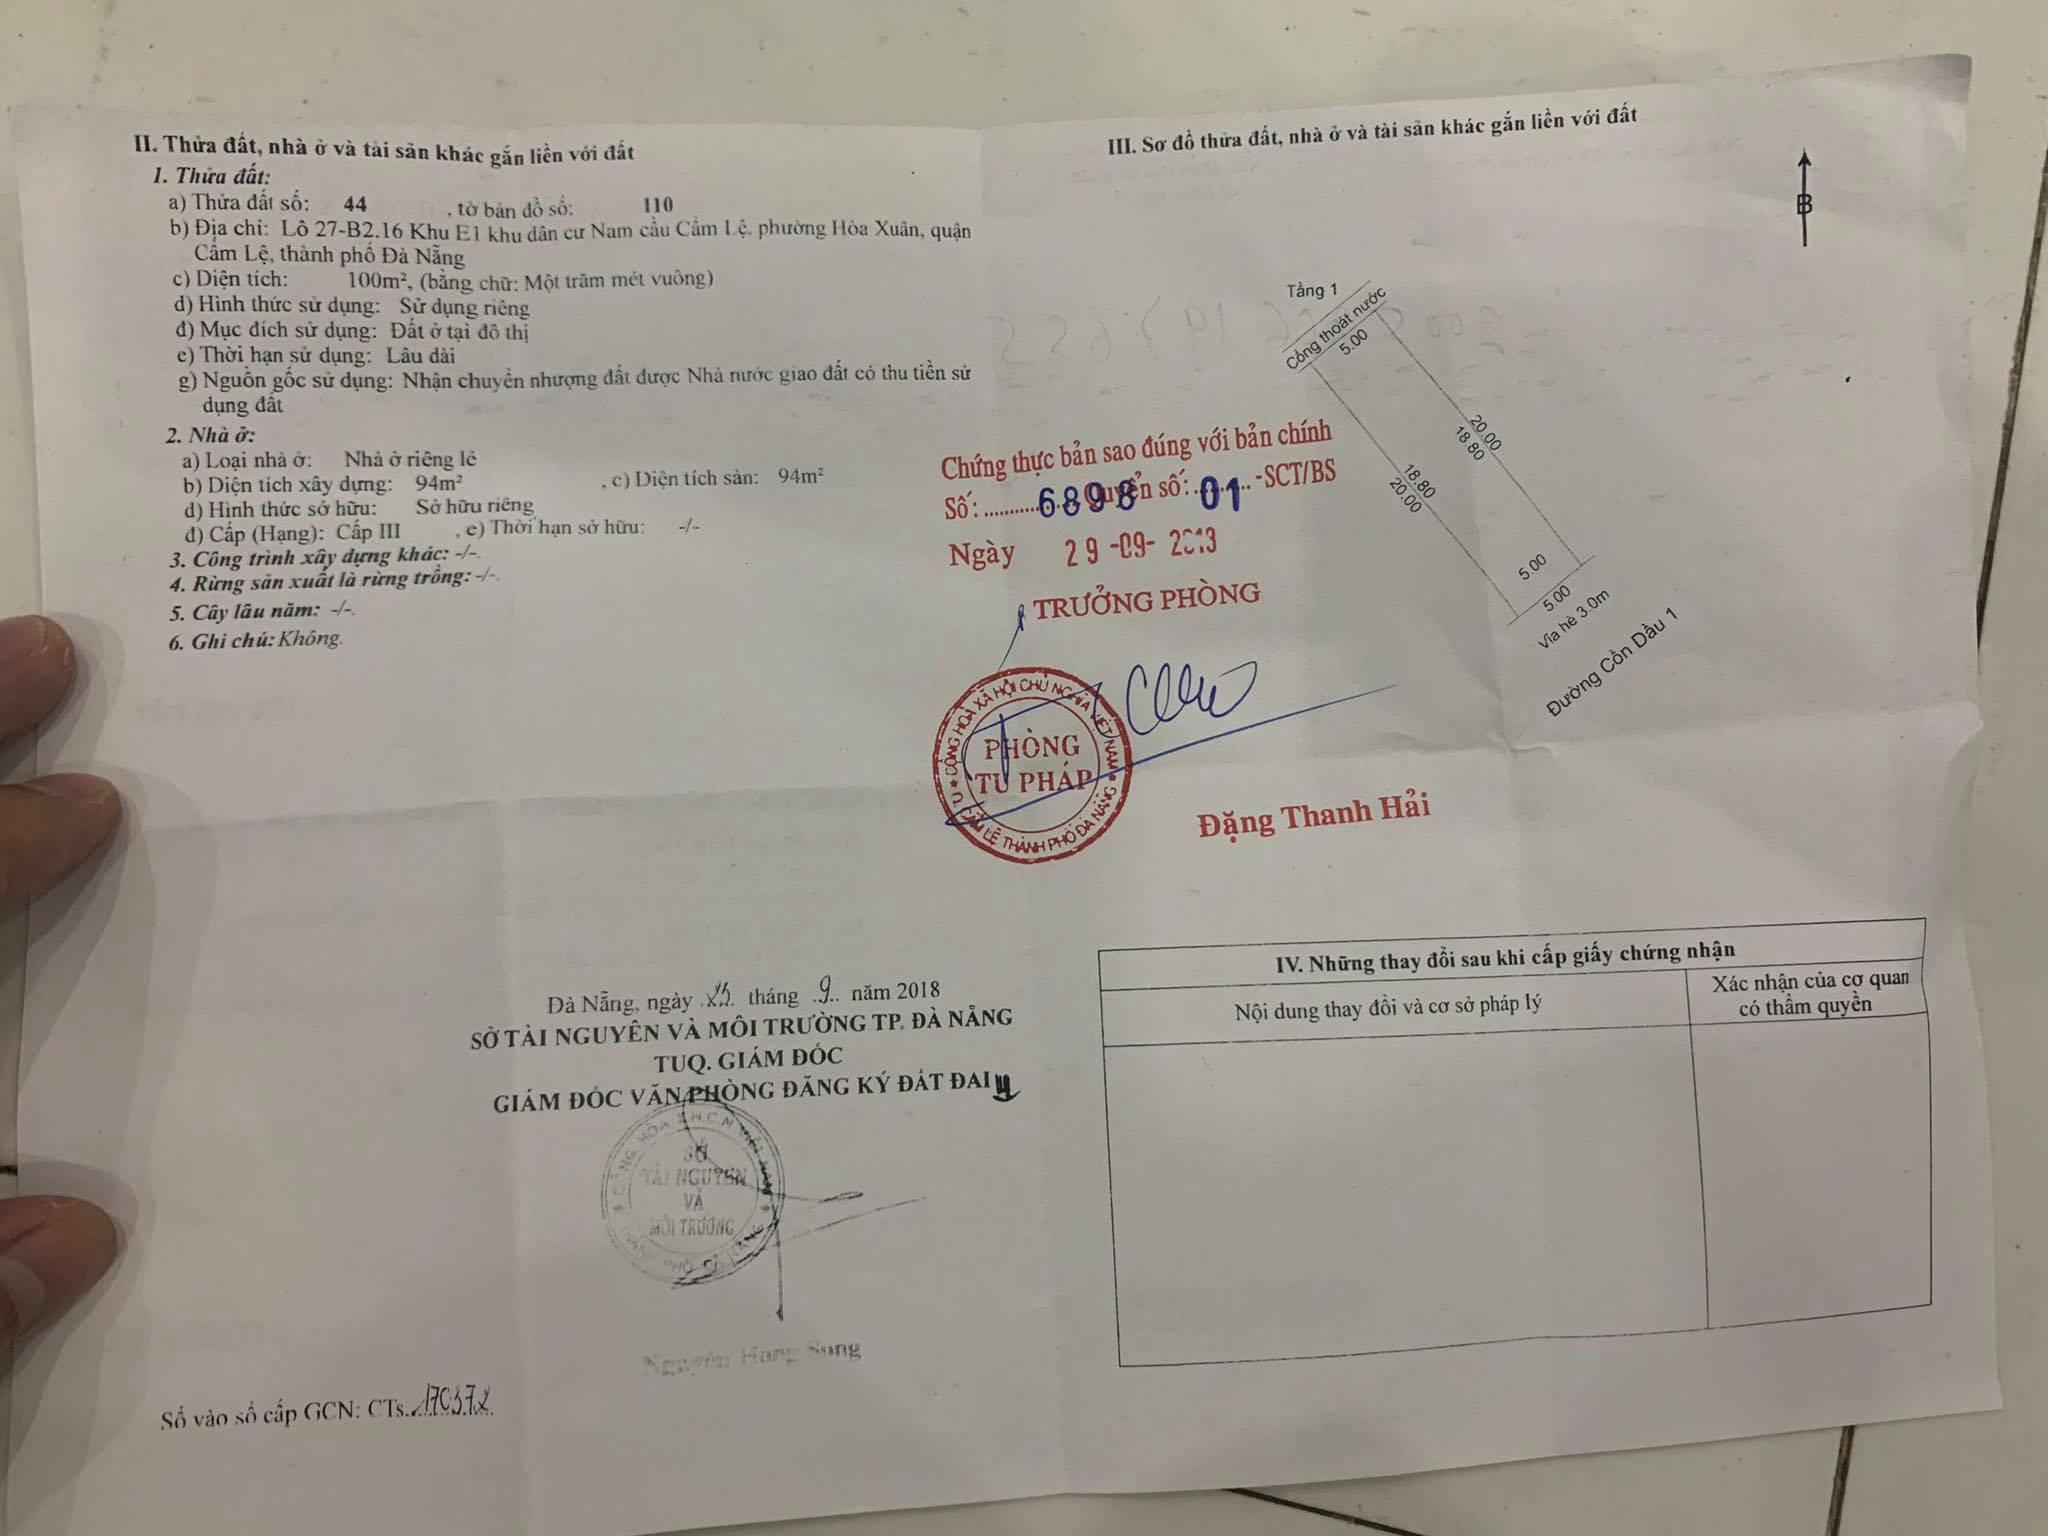 II. Thửa đất, nhà ở và tài sản khác gắn liền với đất
1. Thửa đất:
a) Thửa đất số: 44 , tờ bản đồ số: 110
b) Địa chỉ: Lô 27-B2.16 Khu E1 khu dân cư Nam cầu Cẩm Lệ, phường Hòa Xuân, quận
Cẩm Lệ, thành phố Đà Nẵng
c) Diện tích: 100m², (bằng chữ: Một trăm mét vuông)
d) Hình thức sử dụng: Sử dụng riêng
đ) Mục đích sử dụng: Đất ở tại đô thị
e) Thời hạn sử dụng: Lâu dài
g) Nguồn gốc sử dụng: Nhận chuyển nhượng đất được Nhà nước giao đất có thu tiền sử
dụng đất
2. Nhà ở:
a) Loại nhà ở: Nhà ở riêng lẻ
b) Diện tích xây dựng: 94m² , c) Diện tích sàn: 94m²
d) Hình thức sở hữu: Sở hữu riêng
đ) Cấp (Hạng): Cấp III , e) Thời hạn sở hữu: -/-
3. Công trình xây dựng khác: -/-.
4. Rừng sản xuất là rừng trồng: -/-.
5. Cây lâu năm: -/-.
6. Ghi chú: Không.
Đà Nẵng, ngày tháng .9.. năm 2018
SỞ TÀI NGUYÊN VÀ MÔI TRƯỜNG TP. ĐÀ NẴNG
TUQ. GIÁM ĐỐC
GIÁM ĐỐC VĂN PHÒNG ĐĂNG KÝ ĐẤT ĐAI
SỞ
TÀI NGUYÊN
VÀ
MÔI TRƯỜNG
Số vào sổ cấp GCN: CTs
III. Sơ đồ thửa đất, nhà ở và tài sản khác gắn liền với đất
B
Tầng 1
Cống thoát nước
5.00
20.00
18.80
18.80
20.00
5.00
5.00
Vỉa hè 3.0m
Đường Cồn Dầu 1
Chứng thực bản sao đúng với bản chính
Số: 6898 Quyển số: 01 -SCT/BS
Ngày 29 -09-
TRƯỞNG PHÒNG
CỘNG HOÀ XÃ HỘI CHỦ NGHĨA VIỆT NAM
PHÒNG
TƯ PHÁP
Q. CẨM LỆ THÀNH PHỐ ĐÀ NẴNG
Đặng Thanh Hải
IV. Những thay đổi sau khi cấp giấy chứng nhận
Nội dung thay đổi và cơ sở pháp lý
Xác nhận của cơ quan
có thẩm quyền